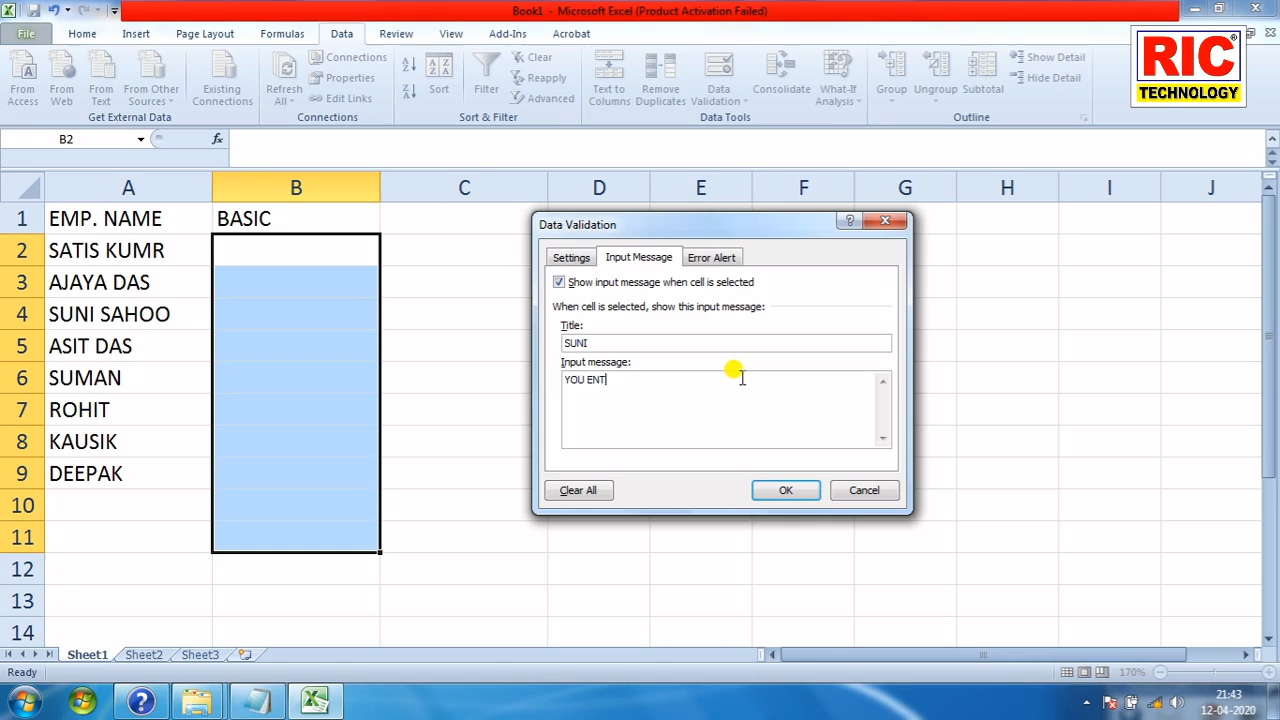 Book1 - Microsoft Excel (Product Activation Failed)
File Home Insert Page Layout Formulas Data Review View Add-Ins Acrobat
From Access
From Web
From Text
From Other Sources
Existing Connections
Get External Data
Refresh All
Connections
Properties
Edit Links
Connections
Sort
Filter
Clear
Reapply
Advanced
Sort & Filter
Text to Columns
Remove Duplicates
Data Validation
Consolidate
What-If Analysis
Data Tools
Group
Ungroup
Subtotal
Show Detail
Hide Detail
Outline
RIC®
TECHNOLOGY
B2 fx
A B C D E F G H I J
1 EMP. NAME BASIC
2 SATIS KUMR
3 AJAYA DAS
4 SUNI SAHOO
5 ASIT DAS
6 SUMAN
7 ROHIT
8 KAUSIK
9 DEEPAK
10
11
12
13
14
Data Validation
Settings Input Message Error Alert
Show input message when cell is selected
When cell is selected, show this input message:
Title:
SUNI
Input message:
YOU ENT
Clear All OK Cancel
Sheet1 Sheet2 Sheet3
Ready 170%
21:43
12-04-2020